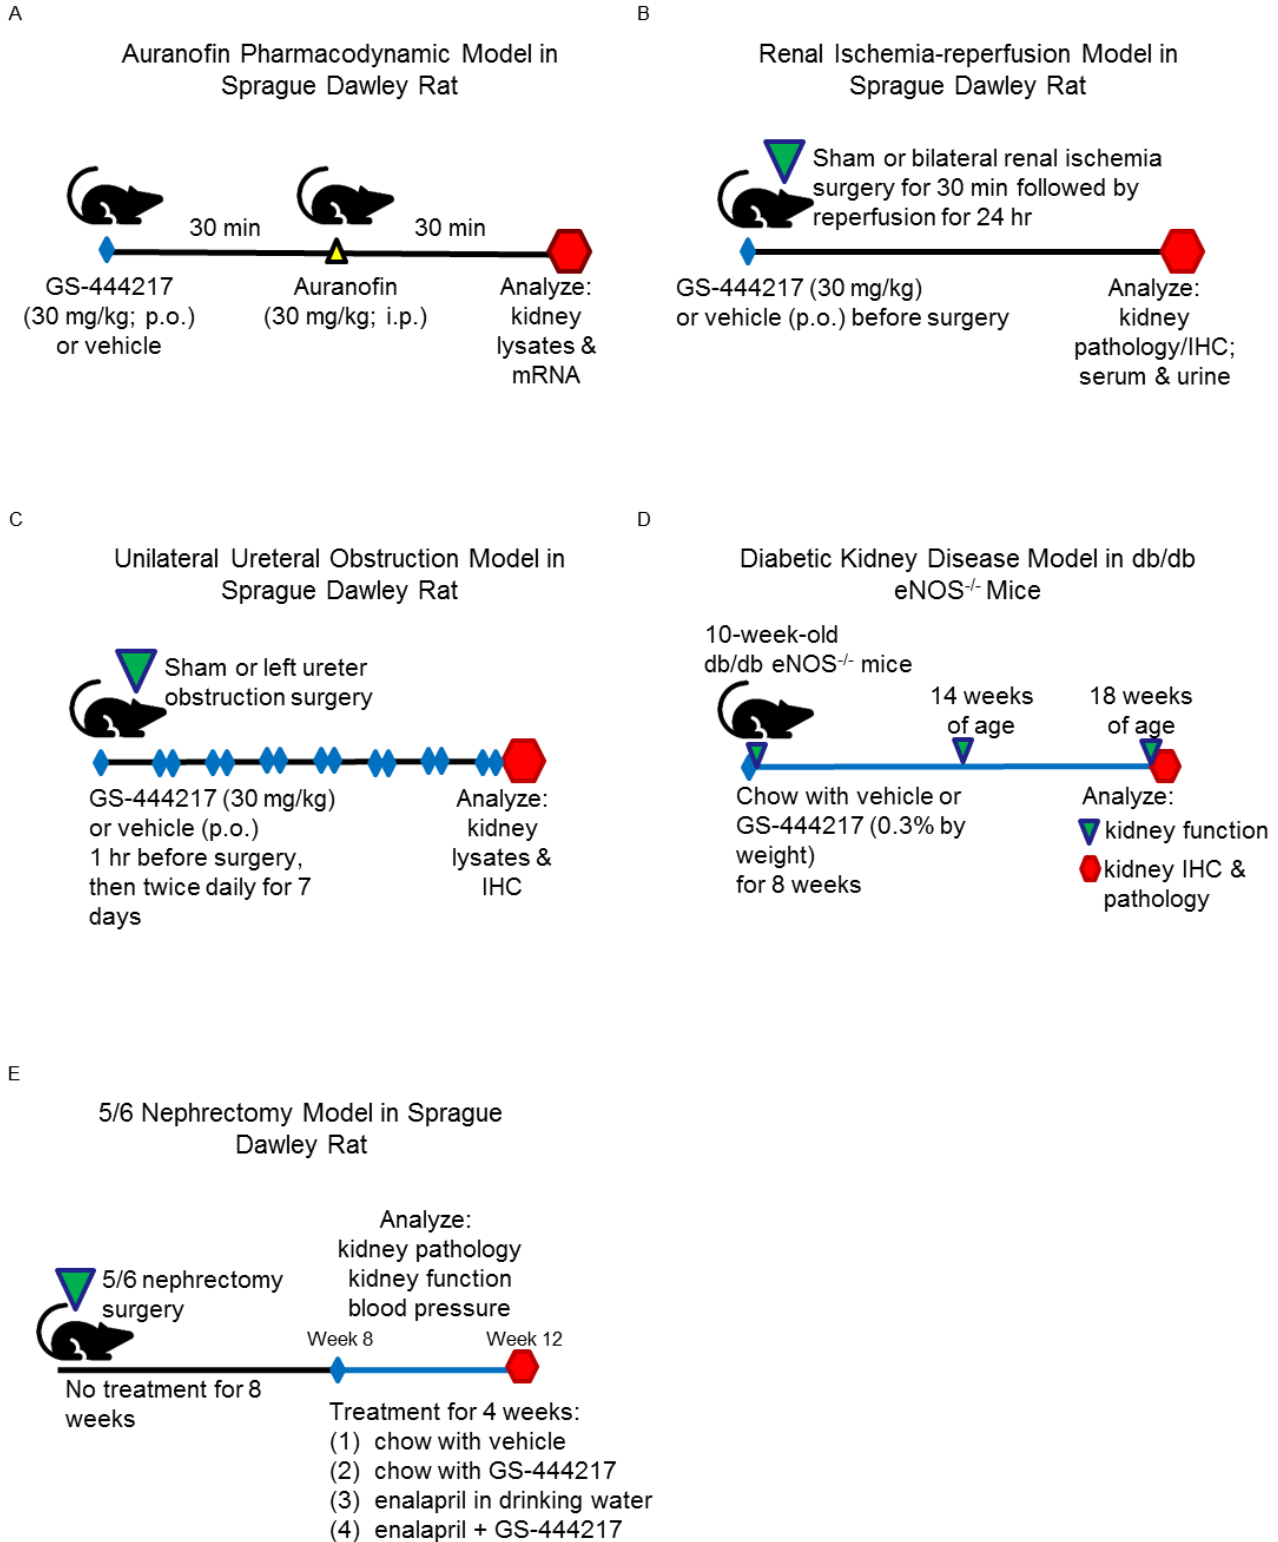 A
Auranofin Pharmacodynamic Model in
Sprague Dawley Rat
30 min
30 min
GS-444217
(30 mg/kg; p.o.)
or vehicle
Auranofin
(30 mg/kg; i.p.)
Analyze:
kidney
lysates &
mRNA
B
Renal Ischemia-reperfusion Model in
Sprague Dawley Rat
Sham or bilateral renal ischemia
surgery for 30 min followed by
reperfusion for 24 hr
GS-444217 (30 mg/kg)
or vehicle (p.o.) before surgery
Analyze:
kidney
pathology/IHC;
serum & urine
C
Unilateral Ureteral Obstruction Model in
Sprague Dawley Rat
Sham or left ureter
obstruction surgery
GS-444217 (30 mg/kg)
or vehicle (p.o.)
1 hr before surgery,
then twice daily for 7
days
Analyze:
kidney
lysates &
IHC
D
Diabetic Kidney Disease Model in db/db
eNOS-/- Mice
10-week-old
db/db eNOS-/- mice
14 weeks
of age
18 weeks
of age
Chow with vehicle or
GS-444217 (0.3% by
weight)
for 8 weeks
Analyze:
kidney function
kidney IHC &
pathology
E
5/6 Nephrectomy Model in Sprague
Dawley Rat
Analyze:
kidney pathology
kidney function
blood pressure
5/6 nephrectomy
surgery
Week 8
Week 12
No treatment for 8
weeks
Treatment for 4 weeks:
(1) chow with vehicle
(2) chow with GS-444217
(3) enalapril in drinking water
(4) enalapril + GS-444217